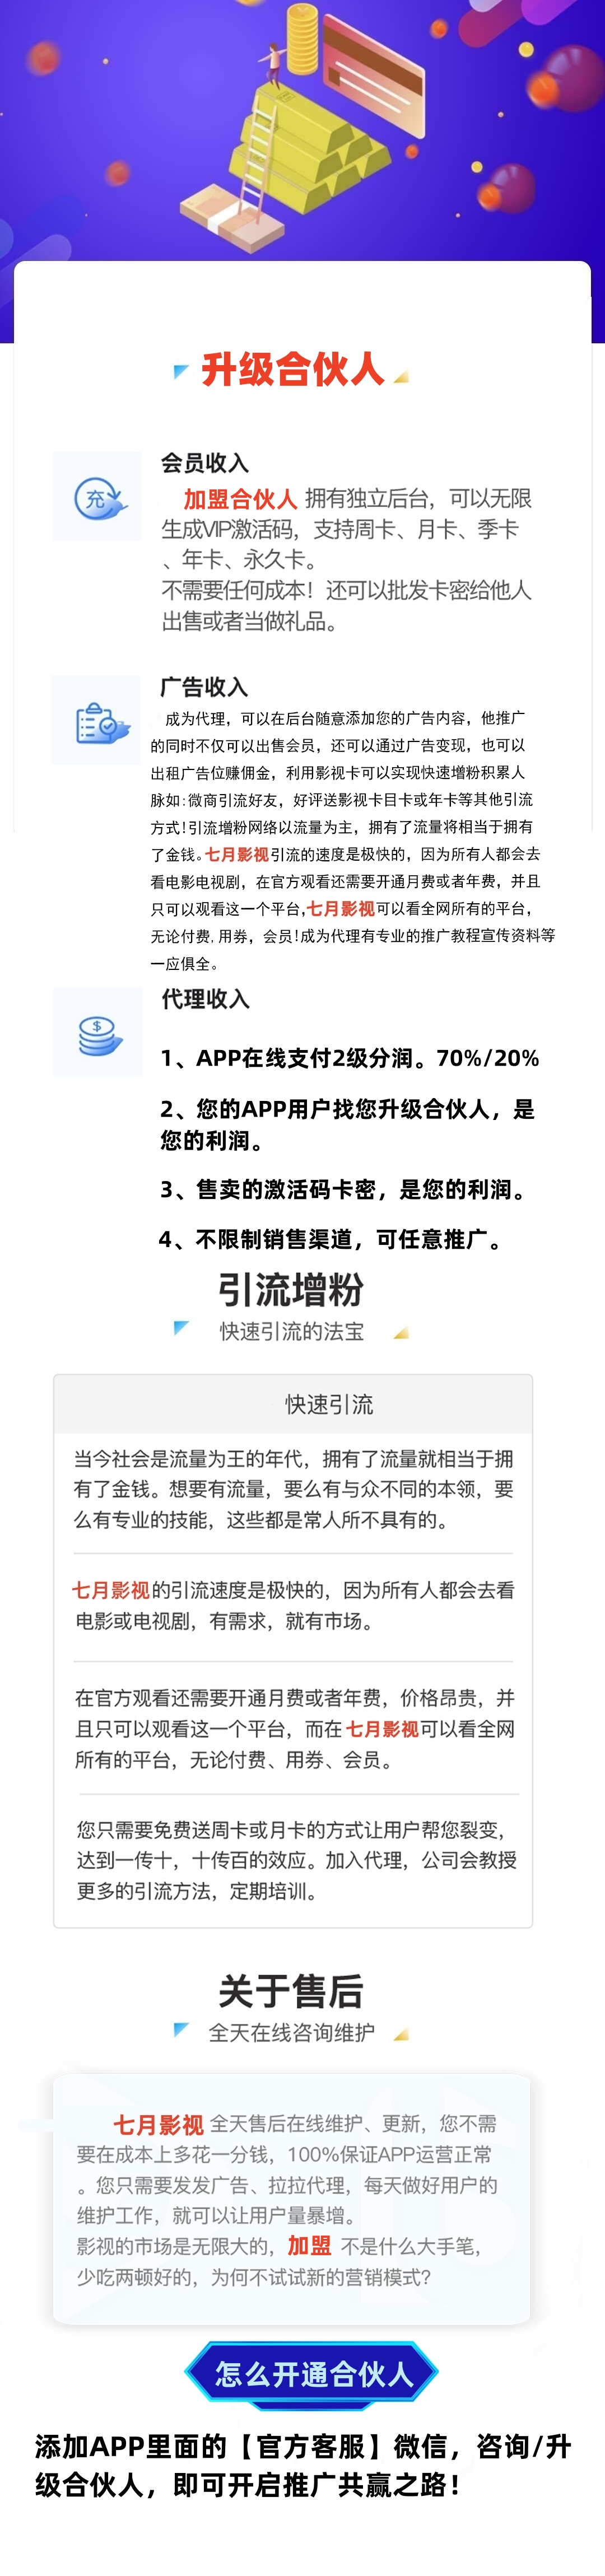 升级合伙人
充
会员收入
加盟合伙人 拥有独立后台，可以无限
生成VIP激活码，支持周卡、月卡、季卡
、年卡、永久卡。
不需要任何成本！还可以批发卡密给他人
出售或者当做礼品。
广告收入
成为代理，可以在后台随意添加您的广告内容，他推广
的同时不仅可以出售会员，还可以通过广告变现，也可以
出租广告位赚佣金，利用影视卡可以实现快速增粉积累人
脉如:微商引流好友，好评送影视卡目卡或年卡等其他引流
方式!引流增粉网络以流量为主，拥有了流量将相当于拥有
了金钱。七月影视引流的速度是极快的，因为所有人都会去
看电影电视剧，在官方观看还需要开通月费或者年费，并且
只可以观看这一个平台,七月影视可以看全网所有的平台，
无论付费,用券，会员!成为代理有专业的推广教程宣传资料等
一应俱全。
$
代理收入
1、APP在线支付2级分润。70%/20%
2、您的APP用户找您升级合伙人，是
您的利润。
3、售卖的激活码卡密，是您的利润。
4、不限制销售渠道，可任意推广。
引流增粉
快速引流的法宝
快速引流
当今社会是流量为王的年代，拥有了流量就相当于拥
有了金钱。想要有流量，要么有与众不同的本领，要
么有专业的技能，这些都是常人所不具有的。
七月影视的引流速度是极快的，因为所有人都会去看
电影或电视剧，有需求，就有市场。
在官方观看还需要开通月费或者年费，价格昂贵，并
且只可以观看这一个平台，而在 七月影视可以看全网
所有的平台，无论付费、用券、会员。
您只需要免费送周卡或月卡的方式让用户帮您裂变，
达到一传十，十传百的效应。加入代理，公司会教授
更多的引流方法，定期培训。
关于售后
全天在线咨询维护
七月影视 全天售后在线维护、更新，您不需
要在成本上多花一分钱，100%保证APP运营正常
。您只需要发发广告、拉拉代理，每天做好用户的
维护工作，就可以让用户量暴增。
影视的市场是无限大的，加盟 不是什么大手笔，
少吃两顿好的，为何不试试新的营销模式?
怎么开通合伙人
添加APP里面的【官方客服】微信，咨询/升
级合伙人，即可开启推广共赢之路！